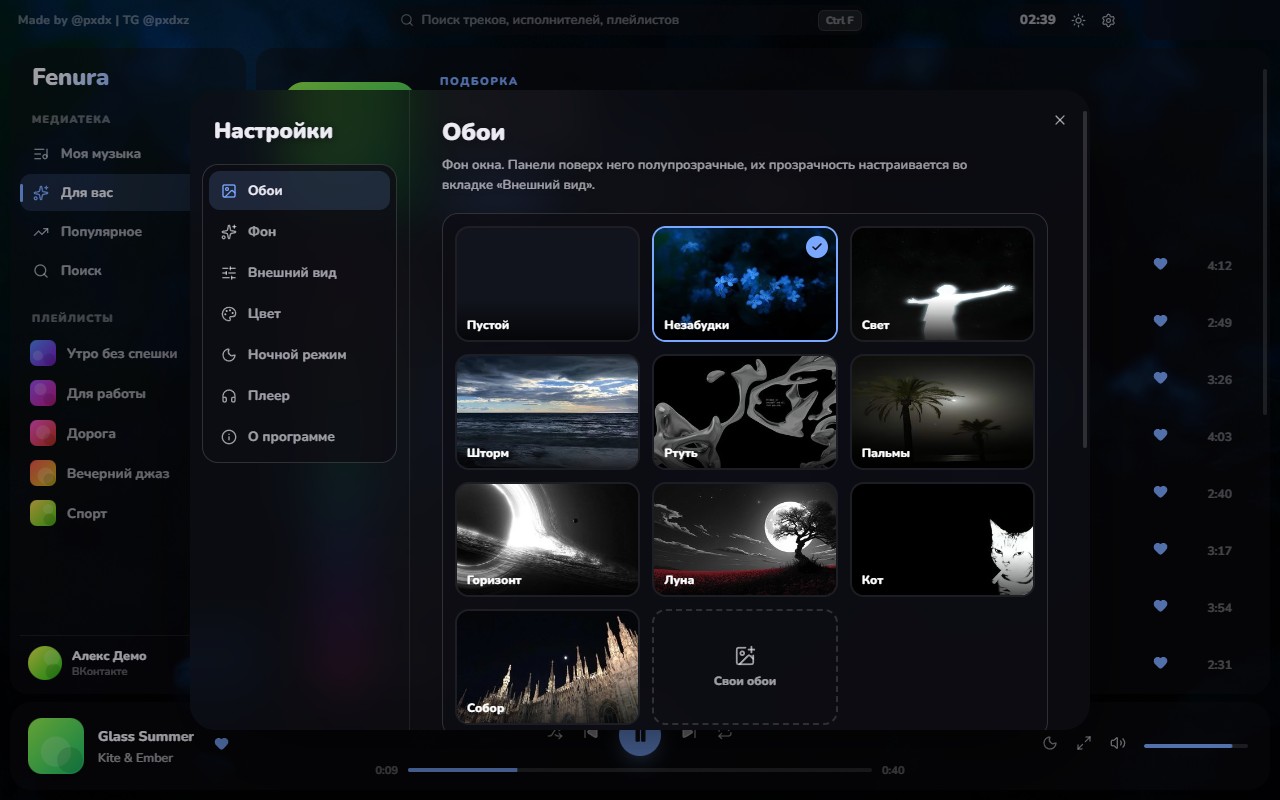 Made by @pxdx | TG @pxdxz
Поиск треков, исполнителей, плейлистов
Ctrl F
02:39
Fenura
МЕДИАТЕКА
Моя музыка
Для вас
Популярное
Поиск
ПЛЕЙЛИСТЫ
Утро без спешки
Для работы
Дорога
Вечерний джаз
Спорт
Алекс Демо
ВКонтакте
ПОДБОРКА
Настройки
Обои
Фон
Внешний вид
Цвет
Ночной режим
Плеер
О программе
Обои
Фон окна. Панели поверх него полупрозрачные, их прозрачность настраивается во
вкладке «Внешний вид».
Пустой
Незабудки
Свет
Шторм
Ртуть
Пальмы
Горизонт
Луна
Кот
Собор
Свои обои
4:12
2:49
3:26
4:03
2:40
3:17
3:54
2:31
Glass Summer
Kite & Ember
0:09
0:40